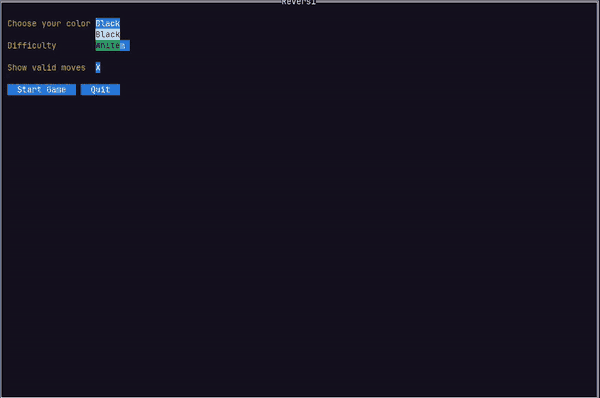 Reversi
Choose your color Black
Black
Difficulty White
Show valid moves X
Start Game Quit